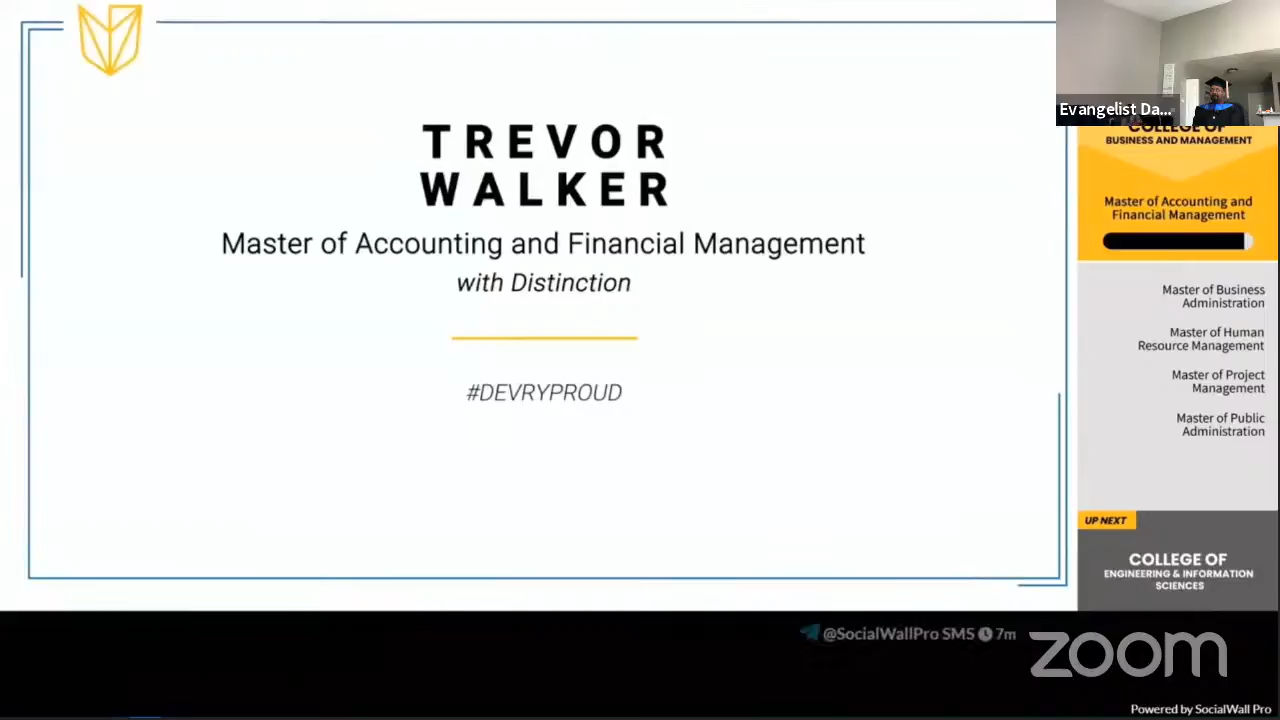 TREVOR
WALKER
Master of Accounting and Financial Management
with Distinction
#DEVRYPROUD
Evangelist Da...
COLLEGE OF
BUSINESS AND MANAGEMENT
Master of Accounting and
Financial Management
Master of Business
Administration
Master of Human
Resource Management
Master of Project
Management
Master of Public
Administration
UP NEXT
COLLEGE OF
ENGINEERING & INFORMATION
SCIENCES
@SocialWallPro SMS 7m
zoom
Powered by SocialWall Pro